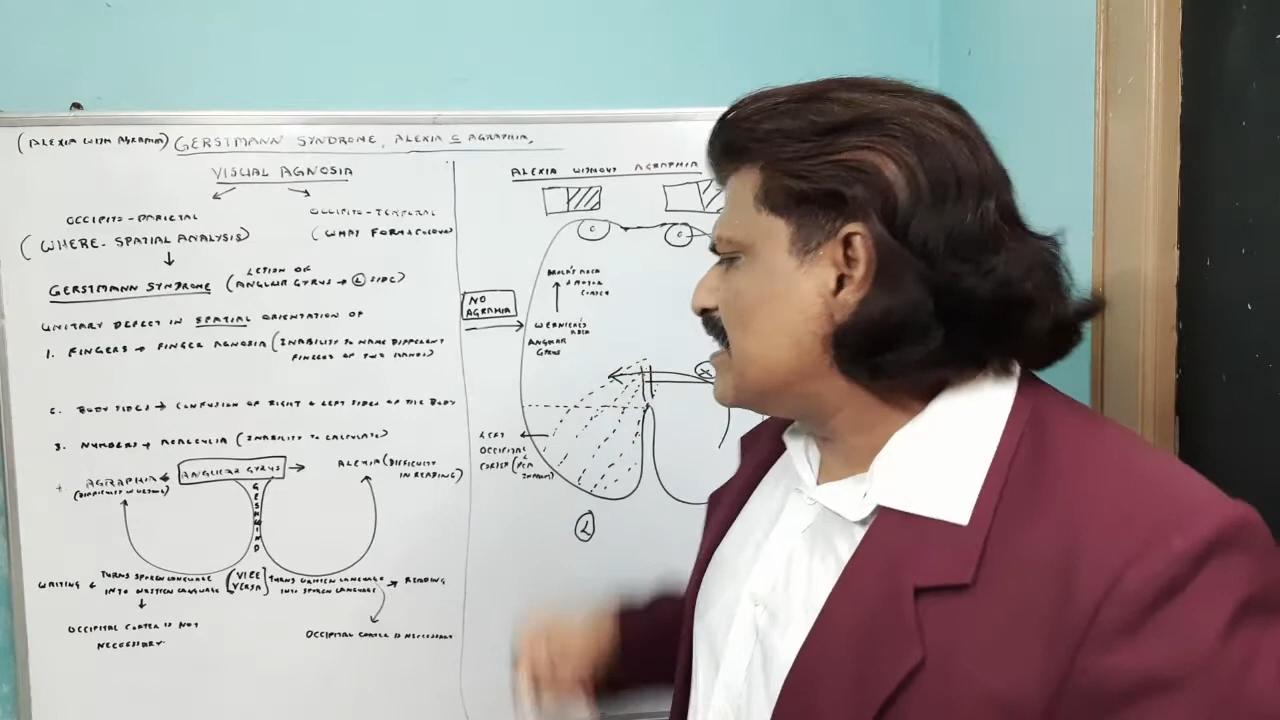 (ALEXIA WITH AGRAPHIA) GERSTMANN SYNDROME, ALEXIA C AGRAPHIA,
VISUAL AGNOSIA
OCCIPITO-PARIETAL
(WHERE-SPATIAL ANALYSIS)
OCCIPITO-TEMPORAL
(WHAT FORM & COLOUR)
GERSTMANN SYNDROME (LESION OF ANGULAR GYRUS → L SIDE)
UNITARY DEFECT IN SPATIAL ORIENTATION OF
1. FINGERS → FINGER AGNOSIA (INABILITY TO NAME DIFFERENT
FINGERS OF TWO HANDS)
2. BODY SIDES → CONFUSION OF RIGHT & LEFT SIDES OF THE BODY
3. NUMBERS → ACALCULIA (INABILITY TO CALCULATE)
4. AGRAPHIA ← ANGULAR GYRUS → ALEXIA (DIFFICULTY
(DIFFICULTY IN WRITING)
IN READING)
GESHWIND
WRITING ← TURNS SPOKEN LANGUAGE
INTO WRITTEN LANGUAGE
[VICE
VERSA]
TURNS WRITTEN LANGUAGE → READING
INTO SPOKEN LANGUAGE
OCCIPITAL CORTEX IS NOT
NECESSARY.
OCCIPITAL CORTEX IS NECESSARY
ALEXIA WITHOUT AGRAPHIA
C
C
BROCA'S AREA
& MOTOR
CORTEX
NO
AGRAPHIA
WERNICKE'S
AREA
ANGULAR
GYRUS
X
LEFT
OCCIPITAL
CORTEX (PCA
INFARCT)
L